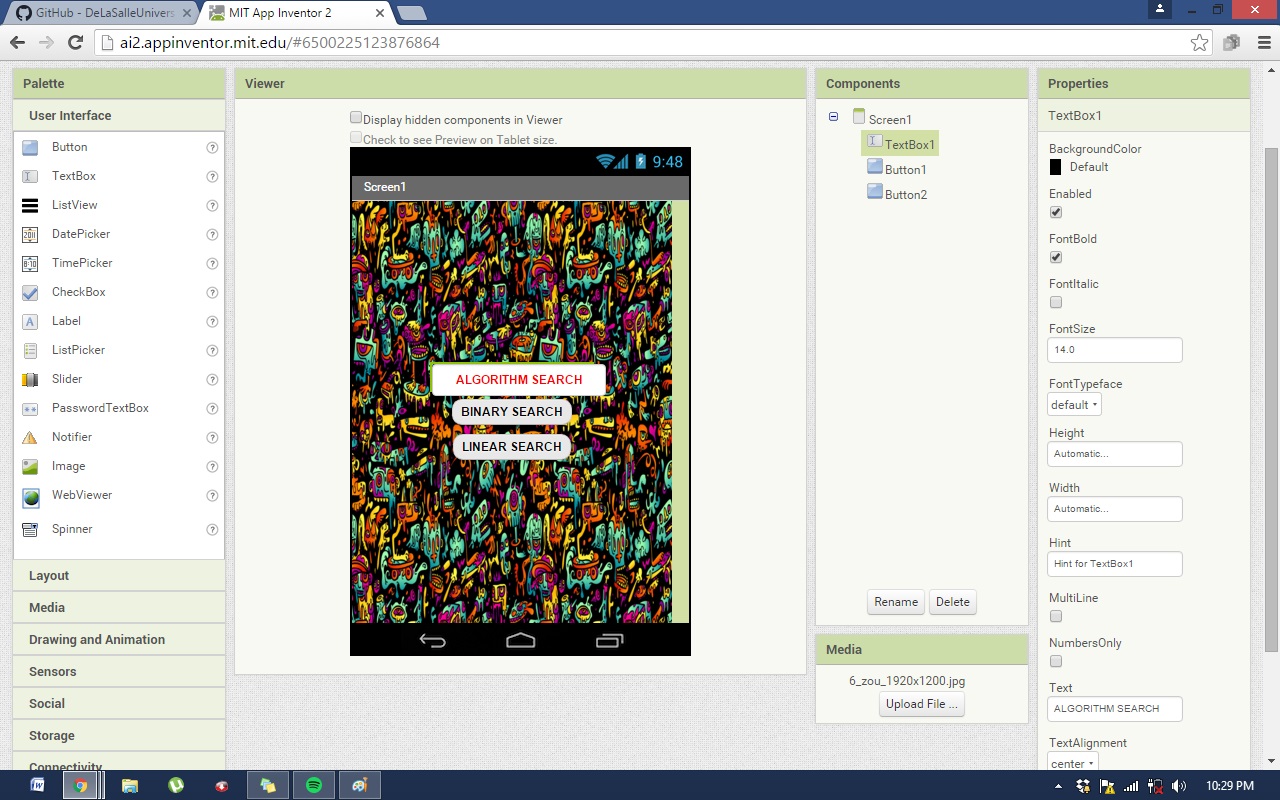 GitHub - DeLaSalleUnivers
MIT App Inventor 2
ai2.appinventor.mit.edu/#6500225123876864
Palette
User Interface
Button
TextBox
ListView
DatePicker
TimePicker
CheckBox
Label
ListPicker
Slider
PasswordTextBox
Notifier
Image
WebViewer
Spinner
Layout
Media
Drawing and Animation
Sensors
Social
Storage
Connectivity
Viewer
Display hidden components in Viewer
Check to see Preview on Tablet size.
9:48
Screen1
ALGORITHM SEARCH
BINARY SEARCH
LINEAR SEARCH
Components
Screen1
TextBox1
Button1
Button2
Rename Delete
Media
6_zou_1920x1200.jpg
Upload File ...
Properties
TextBox1
BackgroundColor
Default
Enabled
FontBold
FontItalic
FontSize
14.0
FontTypeface
default
Height
Automatic...
Width
Automatic...
Hint
Hint for TextBox1
MultiLine
NumbersOnly
Text
ALGORITHM SEARCH
TextAlignment
center
10:29 PM